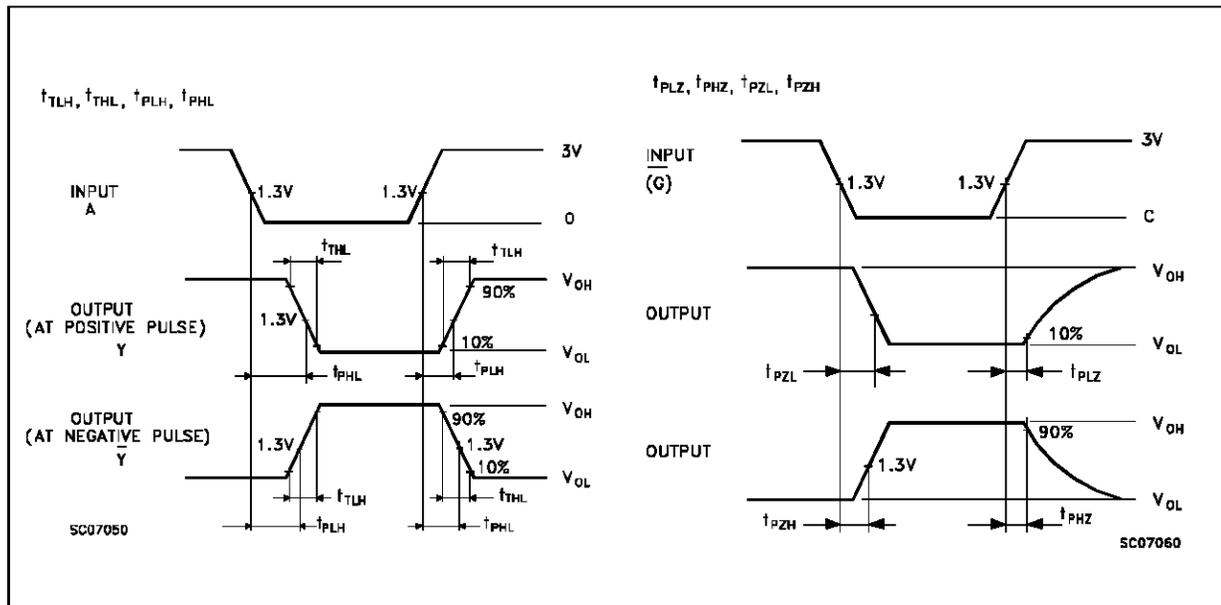 tTLH, tTHL, tPLH, tPHL
3V
INPUT
A
1.3V
1.3V
0
tTHL
tTLH
VOH
90%
OUTPUT
(AT POSITIVE PULSE)
Y
1.3V
10%
VOL
tPHL
tPLH
VOH
OUTPUT
(AT NEGATIVE PULSE)
Y̅
90%
1.3V
1.3V
10%
VOL
tTLH
tTHL
tPLH
tPHL
SC07050
tPLZ, tPHZ, tPZL, tPZH
3V
INPUT
(G̅)
1.3V
1.3V
C
VOH
OUTPUT
10%
VOL
tPZL
tPLZ
VOH
90%
OUTPUT
1.3V
VOL
tPZH
tPHZ
SC07060